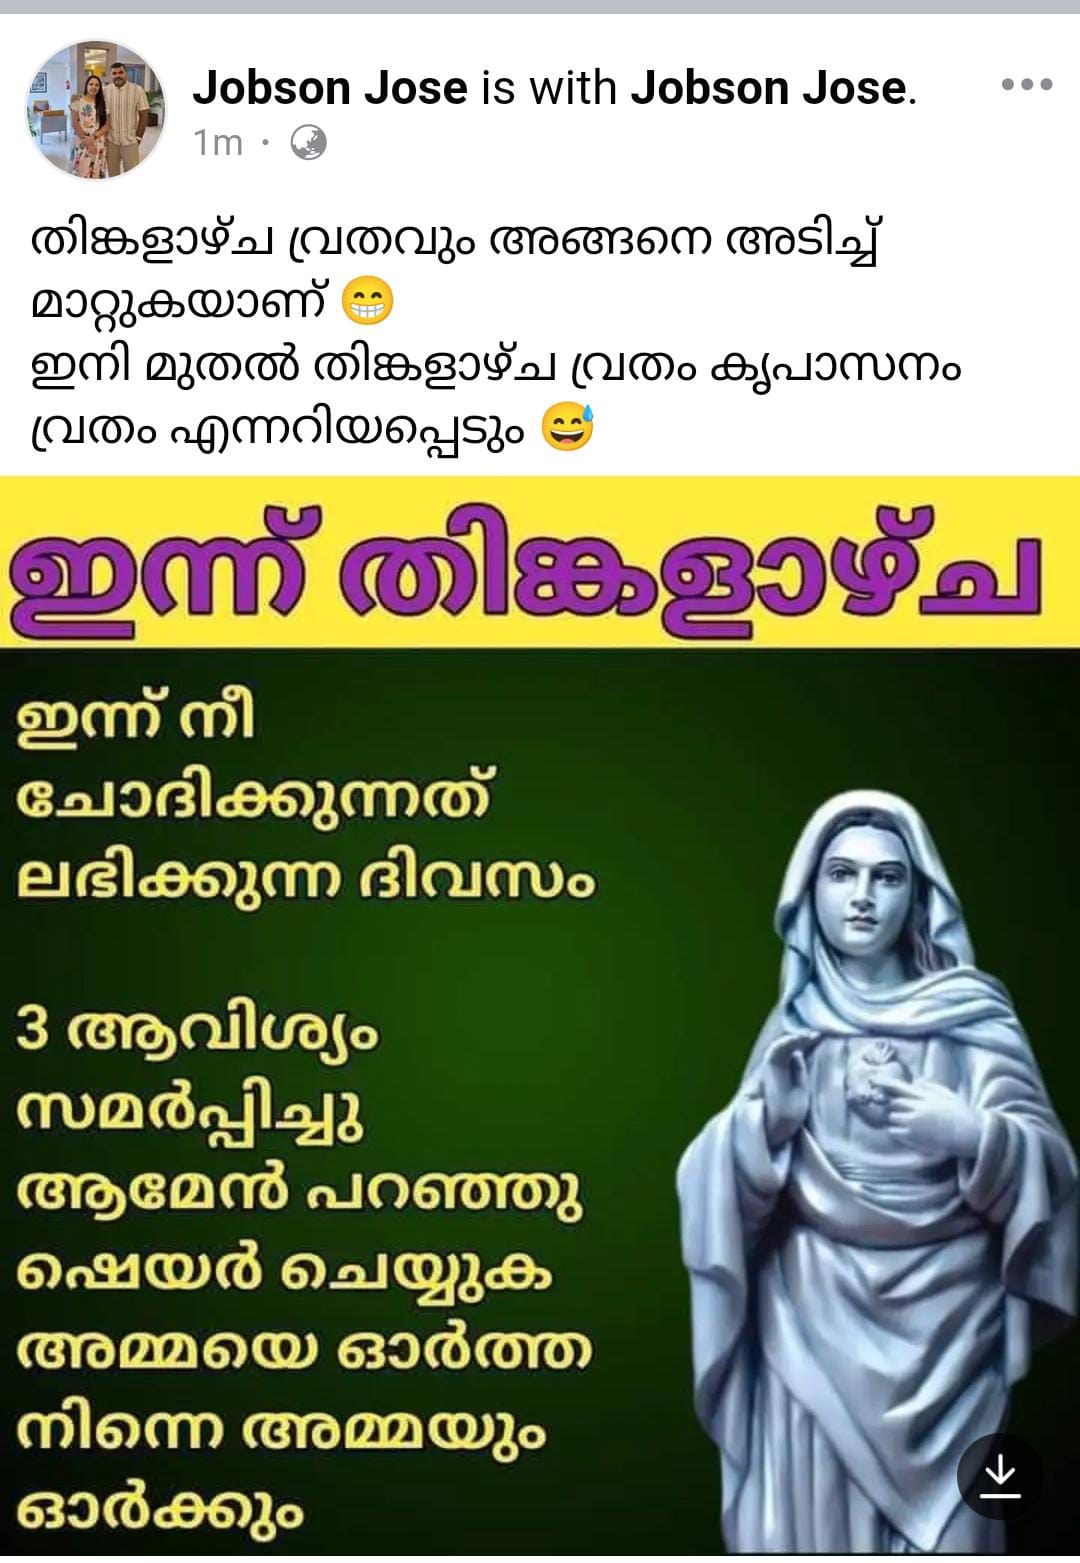 Jobson Jose is with Jobson Jose.
1m ·
തിങ്കളാഴ്ച വ്രതവും അങ്ങനെ അടിച്ച്
മാറ്റുകയാണ് 😁
ഇനി മുതൽ തിങ്കളാഴ്ച വ്രതം കൃപാസനം
വ്രതം എന്നറിയപ്പെടും 😅
ഇന്ന് തിങ്കളാഴ്ച
ഇന്ന് നീ
ചോദിക്കുന്നത്
ലഭിക്കുന്ന ദിവസം
3 ആവിശ്യം
സമർപ്പിച്ചു
ആമേൻ പറഞ്ഞു
ഷെയർ ചെയ്യുക
അമ്മയെ ഓർത്ത
നിന്നെ അമ്മയും
ഓർക്കും